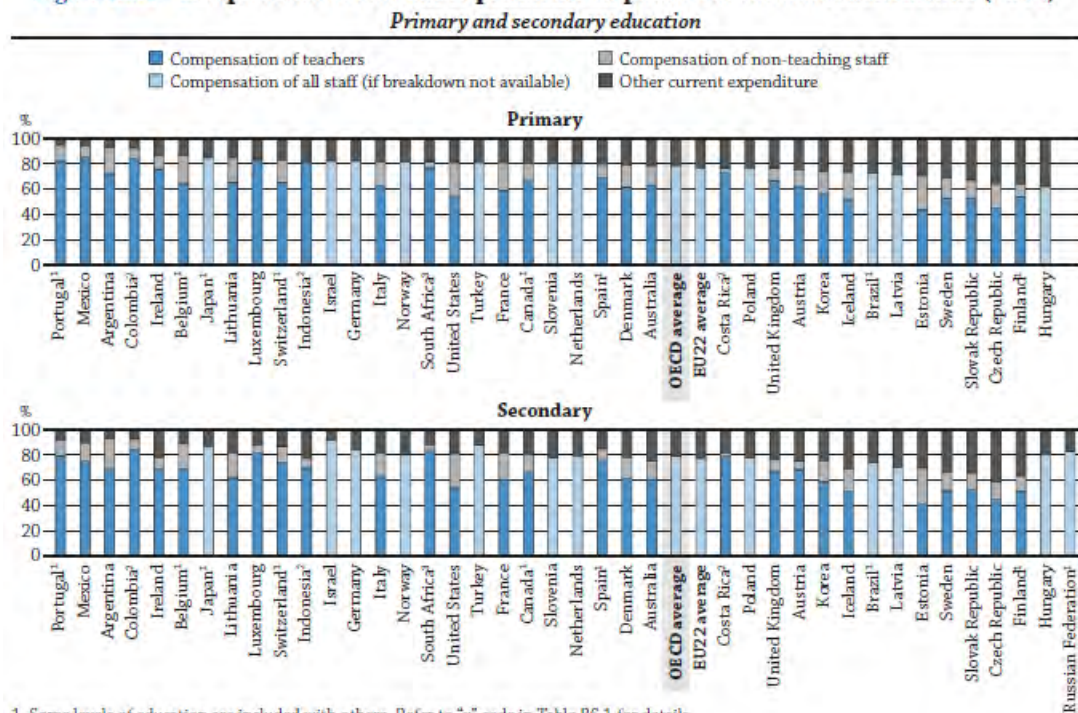 Primary and secondary education
Compensation of teachers
Compensation of non-teaching staff
Compensation of all staff (if breakdown not available)
Other current expenditure
%
Primary
100
80
60
40
20
0
Portugal¹
Mexico
Argentina
Colombia²
Ireland
Belgium¹
Japan¹
Lithuania
Luxembourg
Switzerland¹
Indonesia²
Israel
Germany
Italy
Norway
South Africa³
United States
Turkey
France
Canada¹
Slovenia
Netherlands
Spain¹
Denmark
Australia
OECD average
EU22 average
Costa Rica²
Poland
United Kingdom
Austria
Korea
Iceland
Brazil¹
Latvia
Estonia
Sweden
Slovak Republic
Czech Republic
Finland¹
Hungary
%
Secondary
100
80
60
40
20
0
Portugal¹
Mexico
Argentina
Colombia²
Ireland
Belgium¹
Japan¹
Lithuania
Luxembourg
Switzerland¹
Indonesia²
Israel
Germany
Italy
Norway
South Africa³
United States
Turkey
France
Canada¹
Slovenia
Netherlands
Spain¹
Denmark
Australia
OECD average
EU22 average
Costa Rica²
Poland
United Kingdom
Austria
Korea
Iceland
Brazil¹
Latvia
Estonia
Sweden
Slovak Republic
Czech Republic
Finland¹
Hungary
Russian Federation¹